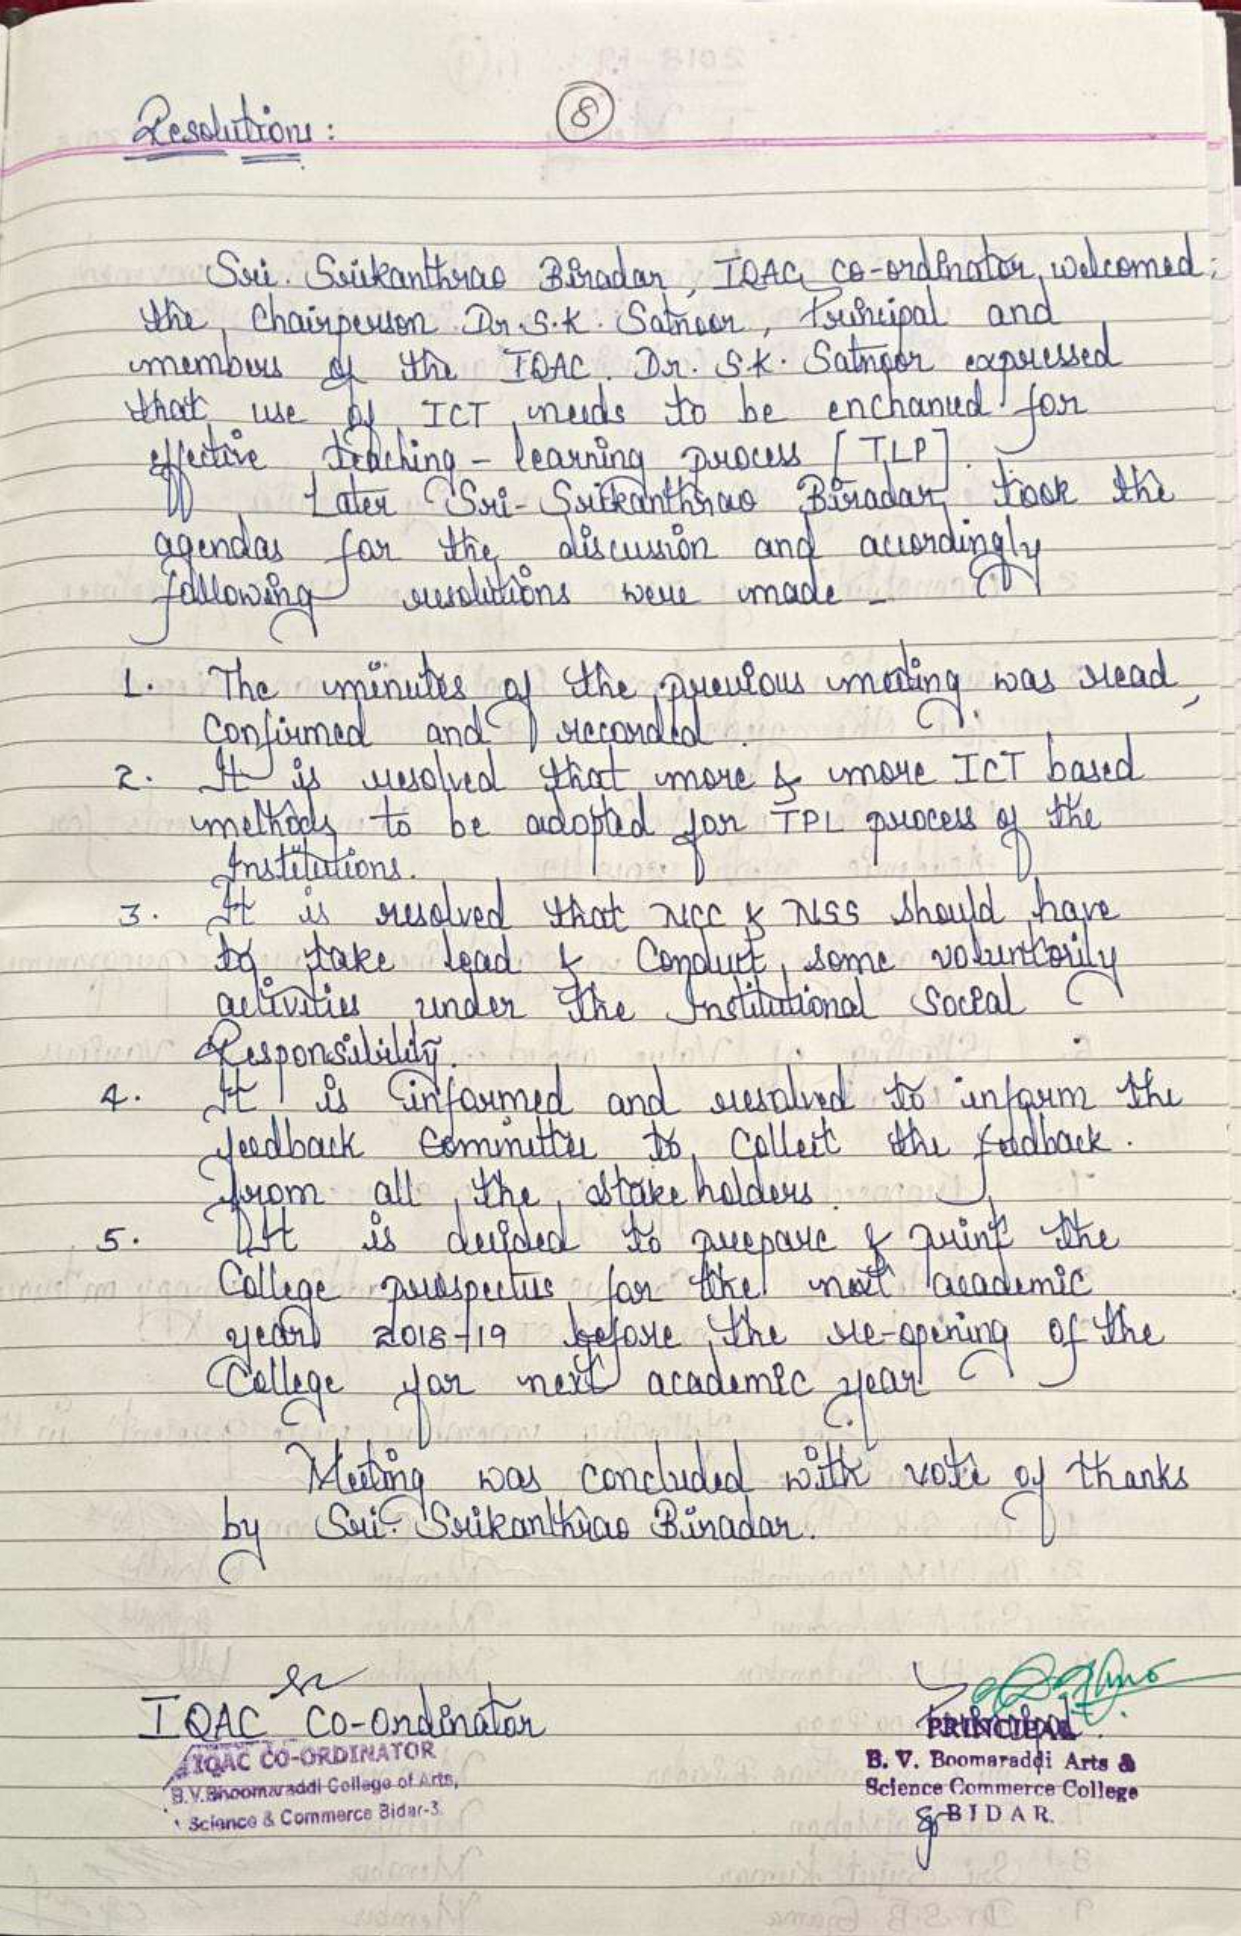 8
Resolutions:
Sri. Srikanthrao Biradar, IQAC co-ordinator, welcomed
the Chairperson Dr. S.K. Satnoor, Principal and
members of the IQAC. Dr. S.K. Satnoor expressed
that use of ICT needs to be enchanced for
effective teaching - learning process [TLP].
Later Sri. Srikanthrao Biradar took the
agendas for the discussion and accordingly
following resolutions were made -
1. The minutes of the previous meeting was read,
Confirmed and recorded.
2. It is resolved that more & more ICT based
methods to be adopted for TPL process of the
Institutions.
3. It is resolved that NCC & NSS should have
to take lead & Conduct some voluntorily
activities under the Institutional Social
Responsibility.
4. It is informed and resolved to inform the
feedback Committee to Collect the feedback
from all the stake holders.
5. It is decided to prepare & print the
College prospectus for the next academic
year 2018-19 before the re-opening of the
College for next academic year.
Meeting was concluded with vote of thanks
by Sri. Srikanthrao Biradar.
IQAC Co-ordinator
IQAC CO-ORDINATOR
B.V.Bhoomaraddi College of Arts,
Science & Commerce Bidar-3
PRINCIPAL
B. V. Boomaraddi Arts &
Science Commerce College
BIDAR.